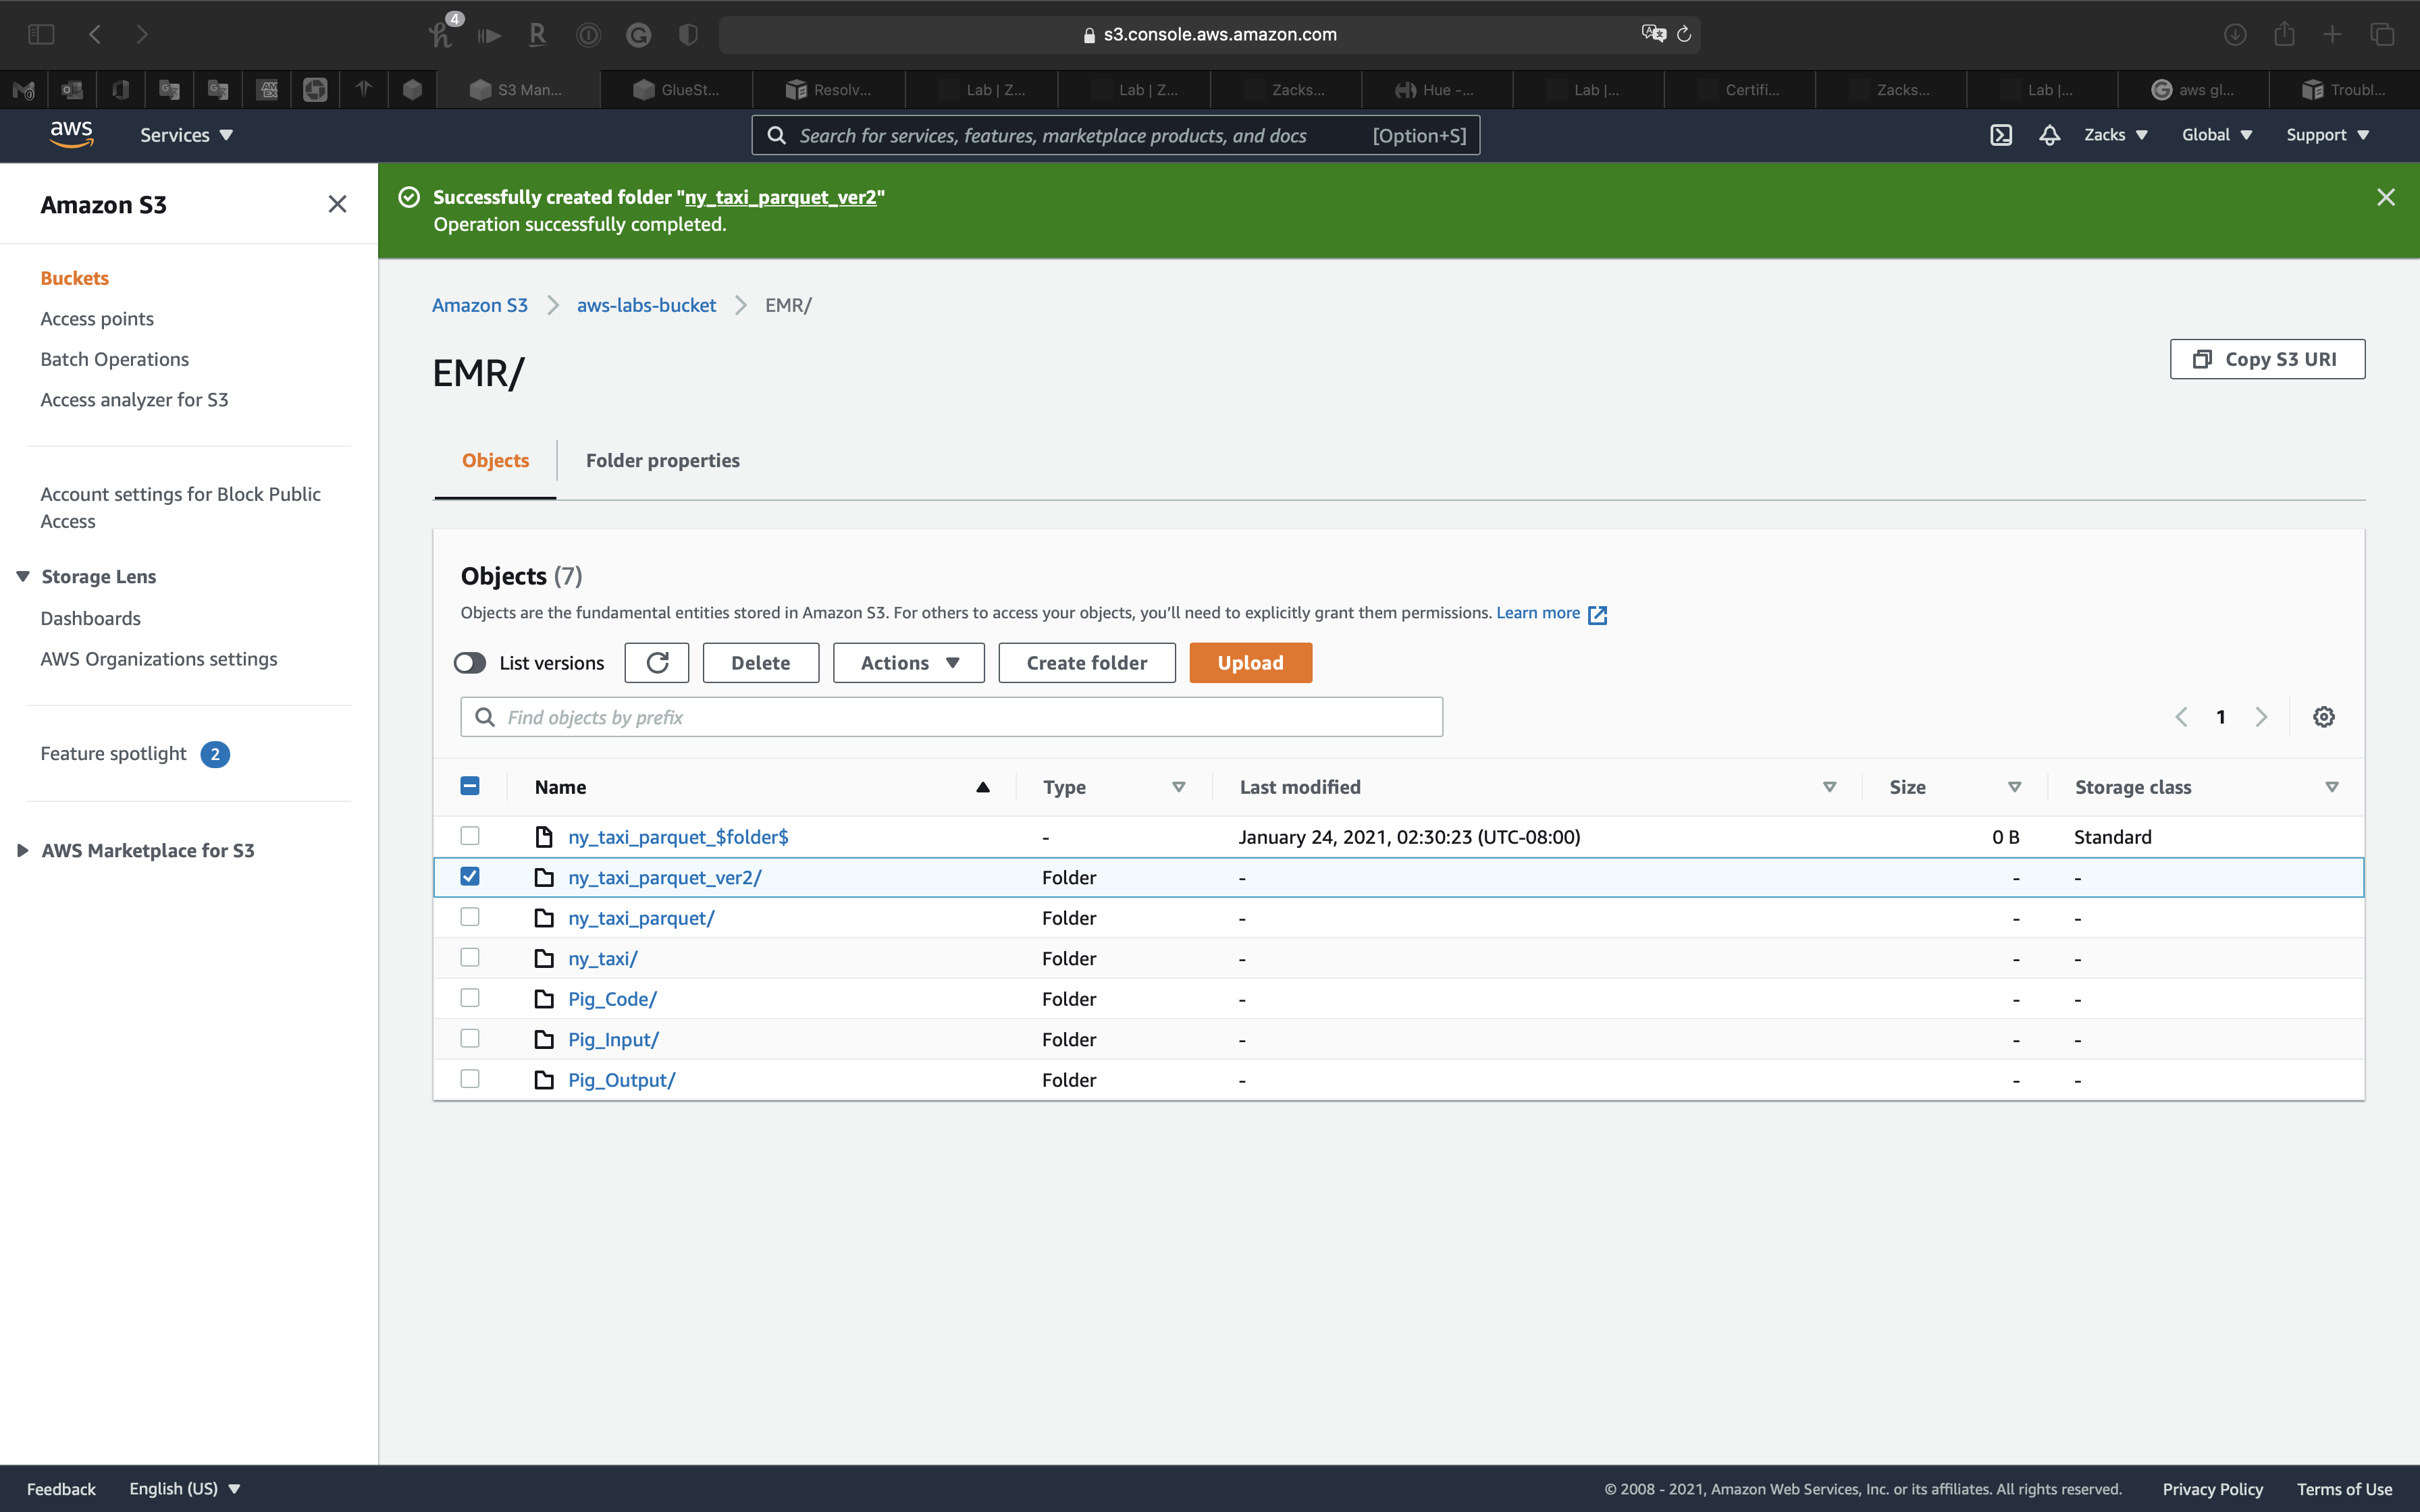 4
s3.console.aws.amazon.com
S3 Man...
GlueSt...
Resolv...
Lab | Z...
Lab | Z...
Zacks...
Hue -...
Lab |...
Certifi...
Zacks...
Lab |...
aws gl...
Troubl...
aws
Services
Search for services, features, marketplace products, and docs
[Option+S]
Zacks
Global
Support
Amazon S3
Buckets
Access points
Batch Operations
Access analyzer for S3
Account settings for Block Public
Access
Storage Lens
Dashboards
AWS Organizations settings
Feature spotlight 2
AWS Marketplace for S3
Successfully created folder "ny_taxi_parquet_ver2"
Operation successfully completed.
Amazon S3 aws-labs-bucket EMR/
EMR/
Copy S3 URI
Objects
Folder properties
Objects (7)
Objects are the fundamental entities stored in Amazon S3. For others to access your objects, you’ll need to explicitly grant them permissions. Learn more
List versions
Delete
Actions
Create folder
Upload
Find objects by prefix
1
Name Type Last modified Size Storage class
ny_taxi_parquet_$folder$ - January 24, 2021, 02:30:23 (UTC-08:00) 0 B Standard
ny_taxi_parquet_ver2/ Folder - - -
ny_taxi_parquet/ Folder - - -
ny_taxi/ Folder - - -
Pig_Code/ Folder - - -
Pig_Input/ Folder - - -
Pig_Output/ Folder - - -
Feedback English (US)
© 2008 - 2021, Amazon Web Services, Inc. or its affiliates. All rights reserved. Privacy Policy Terms of Use